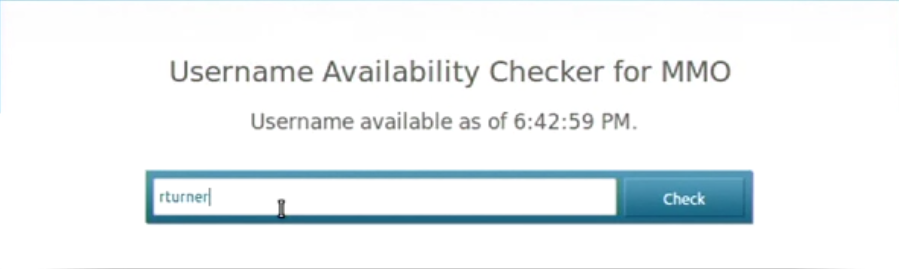 Username Availability Checker for MMO
Username available as of 6:42:59 PM.
rturner
Check